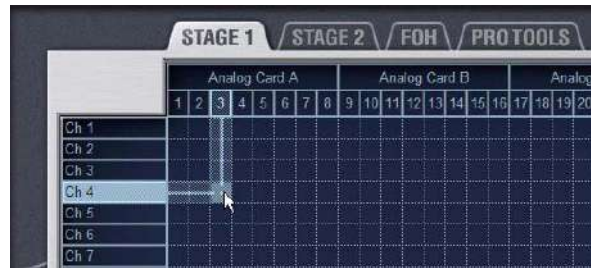 STAGE 1 STAGE 2 FOH PRO TOOLS
Analog Card A Analog Card B Analog
1 2 3 4 5 6 7 8 9 10 11 12 13 14 15 16 17 18 19 20
Ch 1
Ch 2
Ch 3
Ch 4
Ch 5
Ch 6
Ch 7